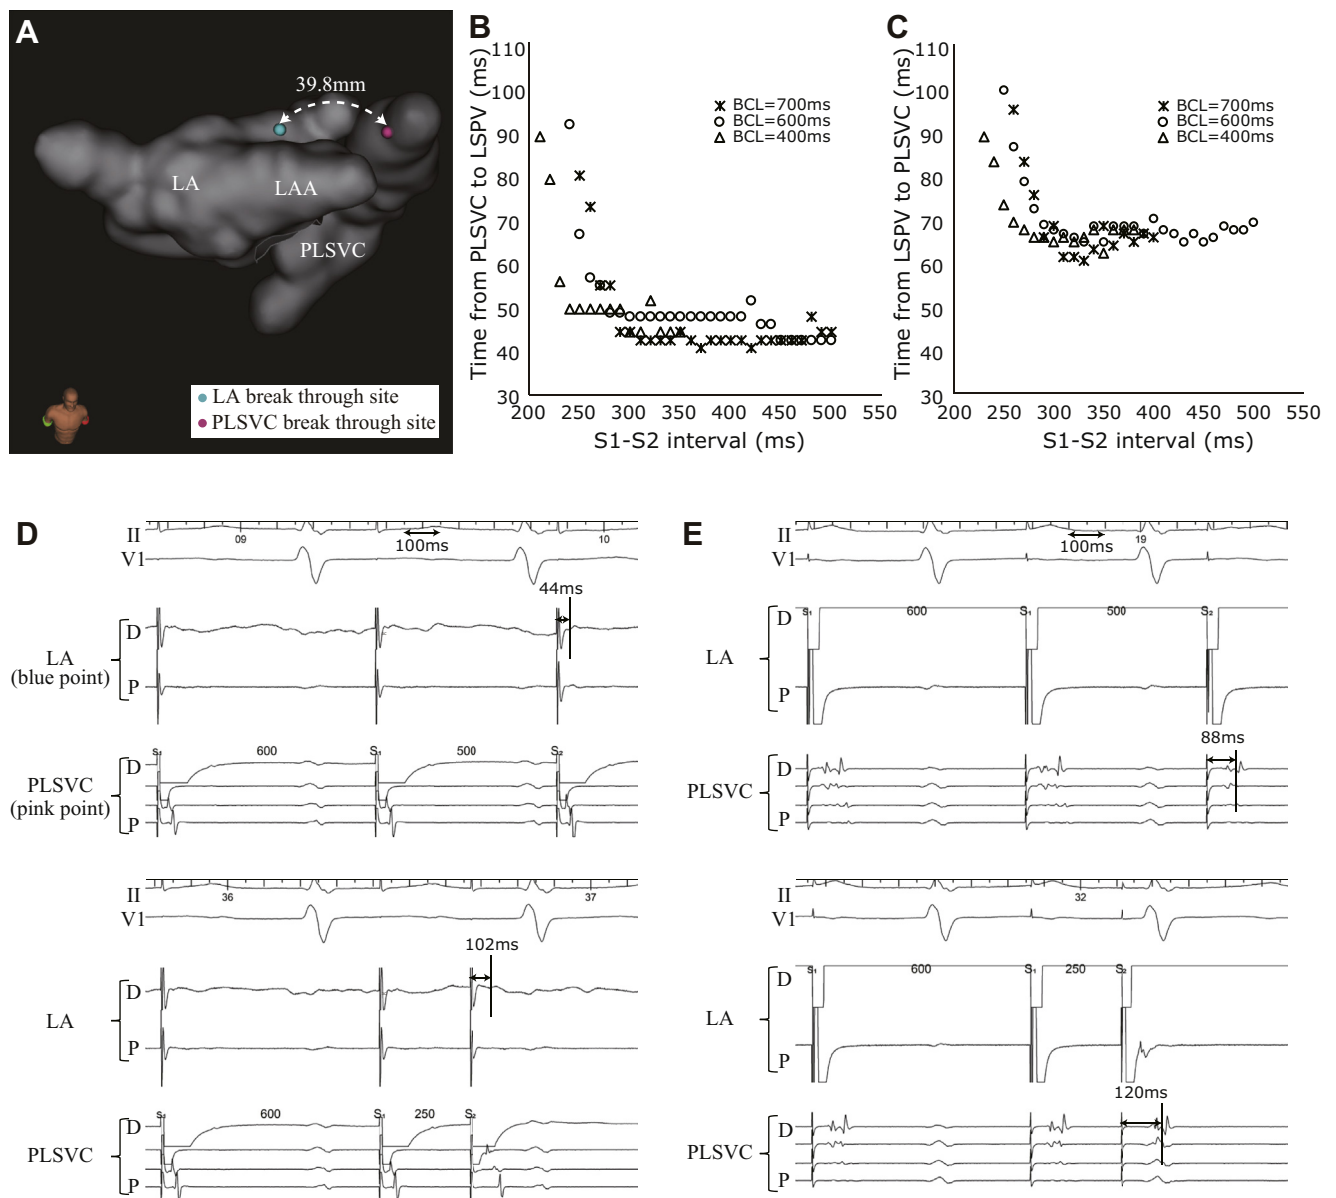 A
39.8mm
LA
LAA
PLSVC
LA break through site
PLSVC break through site
B
Time from PLSVC to LSPV (ms)
110
100
90
80
70
60
50
40
30
200 250 300 350 400 450 500 550
S1-S2 interval (ms)
BCL=700ms
BCL=600ms
BCL=400ms
C
Time from LSPV to PLSVC (ms)
110
100
90
80
70
60
50
40
30
200 250 300 350 400 450 500 550
S1-S2 interval (ms)
BCL=700ms
BCL=600ms
BCL=400ms
D
II
09
10
100ms
V1
44ms
D
LA
(blue point)
P
S1 600 S1 500 S2
D
PLSVC
(pink point)
P
II
36
37
V1
102ms
D
LA
P
S1 600 S1 250 S2
D
PLSVC
P
E
II
19
100ms
V1
S1 600 S1 500 S2
D
LA
P
88ms
D
PLSVC
P
II
32
V1
S1 600 S1 250 S2
D
LA
P
120ms
D
PLSVC
P